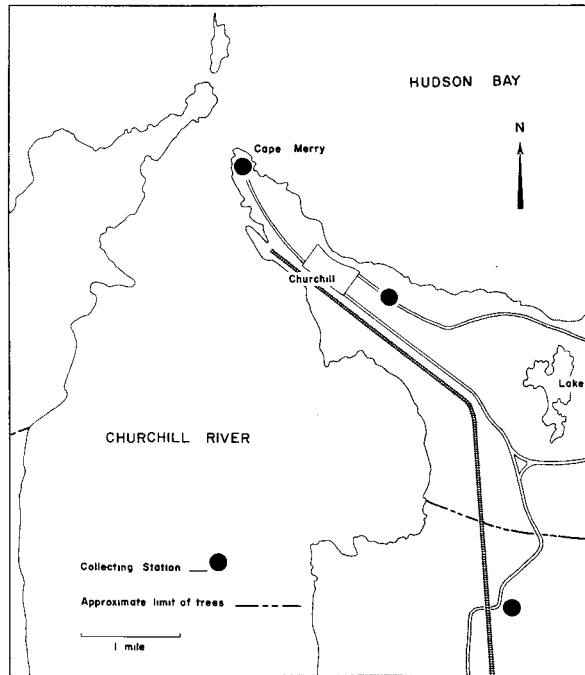 HUDSON BAY
N
Cape Merry
Churchill
Lake
CHURCHILL RIVER
Collecting Station
Approximate limit of trees
1 mile